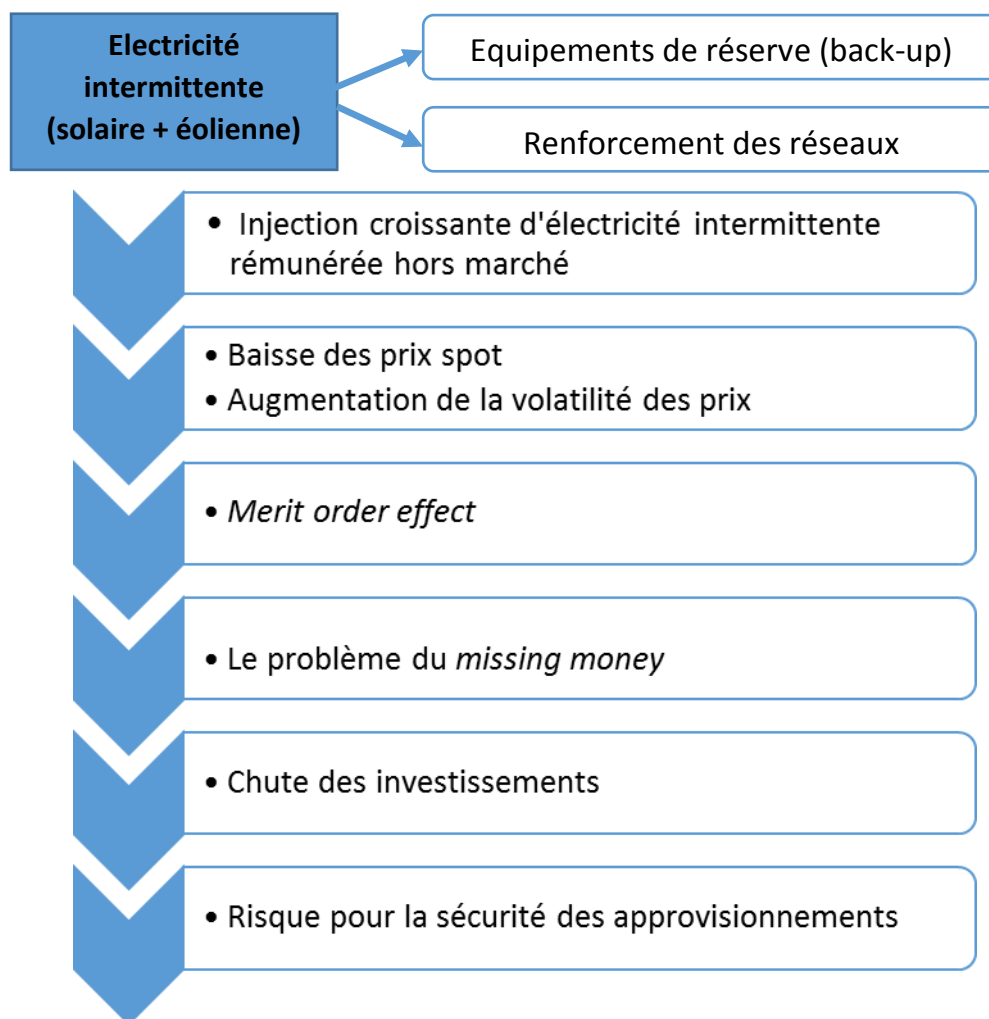 Electricité
intermittente
(solaire + éolienne)
Equipements de réserve (back-up)
Renforcement des réseaux
• Injection croissante d'électricité intermittente
rémunérée hors marché
• Baisse des prix spot
• Augmentation de la volatilité des prix
• Merit order effect
• Le problème du missing money
• Chute des investissements
• Risque pour la sécurité des approvisionnements